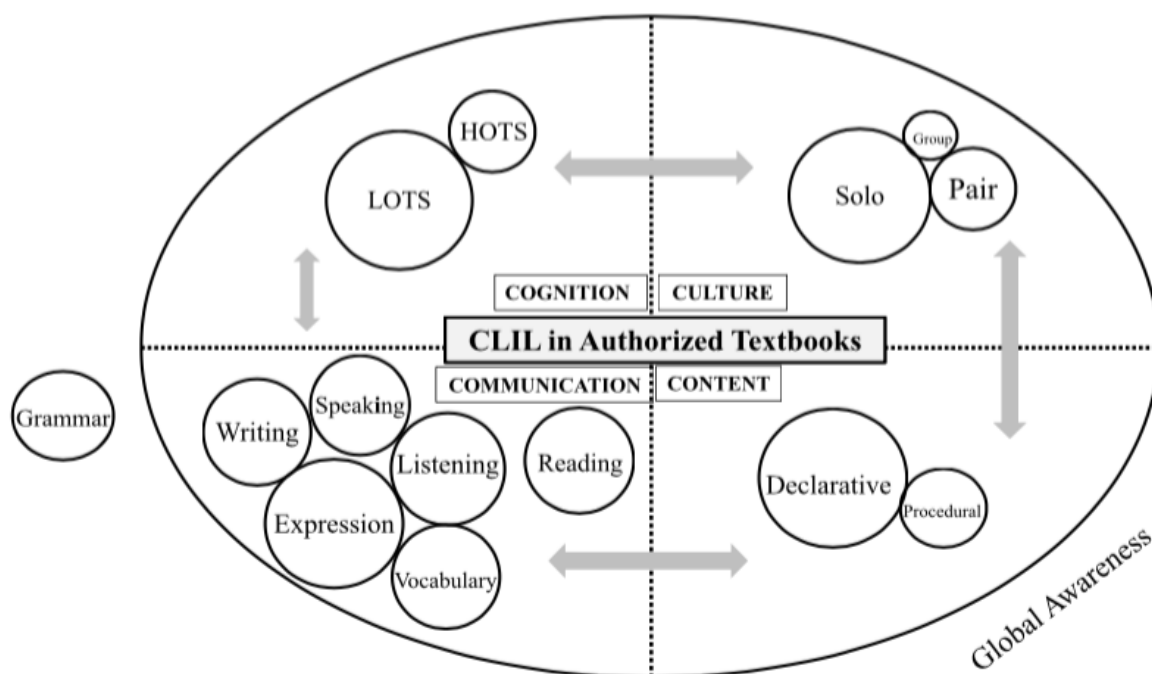 HOTS
LOTS
Group
Solo
Pair
COGNITION
CULTURE
CLIL in Authorized Textbooks
COMMUNICATION
CONTENT
Grammar
Writing
Speaking
Listening
Reading
Expression
Vocabulary
Declarative
Procedural
Global Awareness